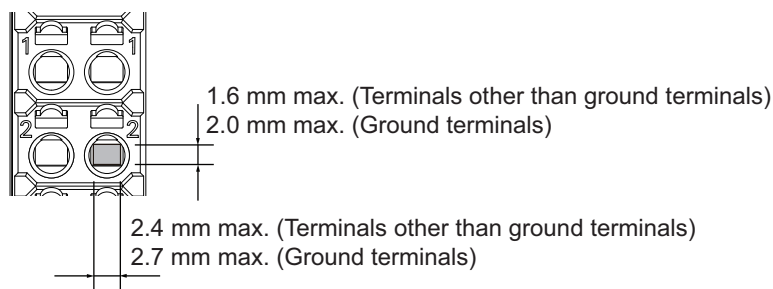 1 1
1.6 mm max. (Terminals other than ground terminals)
2.0 mm max. (Ground terminals)
2 2
2.4 mm max. (Terminals other than ground terminals)
2.7 mm max. (Ground terminals)